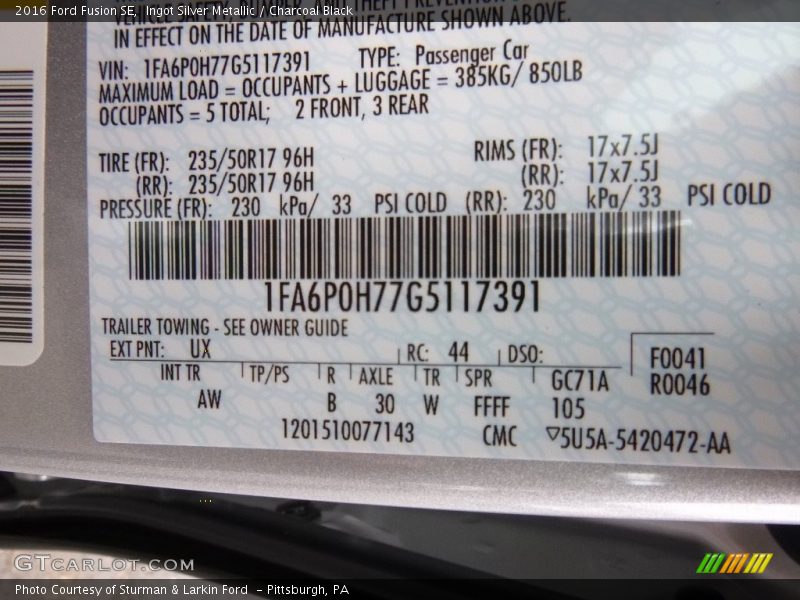 2016 Ford Fusion SE, Ingot Silver Metallic / Charcoal Black
VEHICLE SAFETY,
IN EFFECT ON THE DATE OF MANUFACTURE SHOWN ABOVE.
VIN: 1FA6P0H77G5117391 TYPE: Passenger Car
MAXIMUM LOAD = OCCUPANTS + LUGGAGE = 385KG/ 850LB
OCCUPANTS = 5 TOTAL; 2 FRONT, 3 REAR
TIRE (FR): 235/50R17 96H RIMS (FR): 17x7.5J
(RR): 235/50R17 96H (RR): 17x7.5J
PRESSURE (FR): 230 kPa/ 33 PSI COLD (RR): 230 kPa/ 33 PSI COLD
1FA6P0H77G5117391
TRAILER TOWING - SEE OWNER GUIDE
EXT PNT: UX RC: 44 DSO: F0041
INT TR TP/PS R AXLE TR SPR GC71A R0046
AW B 30 W FFFF 105
1201510077143 CMC ▽5U5A-5420472-AA
GTcarlot.com
Photo Courtesy of Sturman & Larkin Ford - Pittsburgh, PA